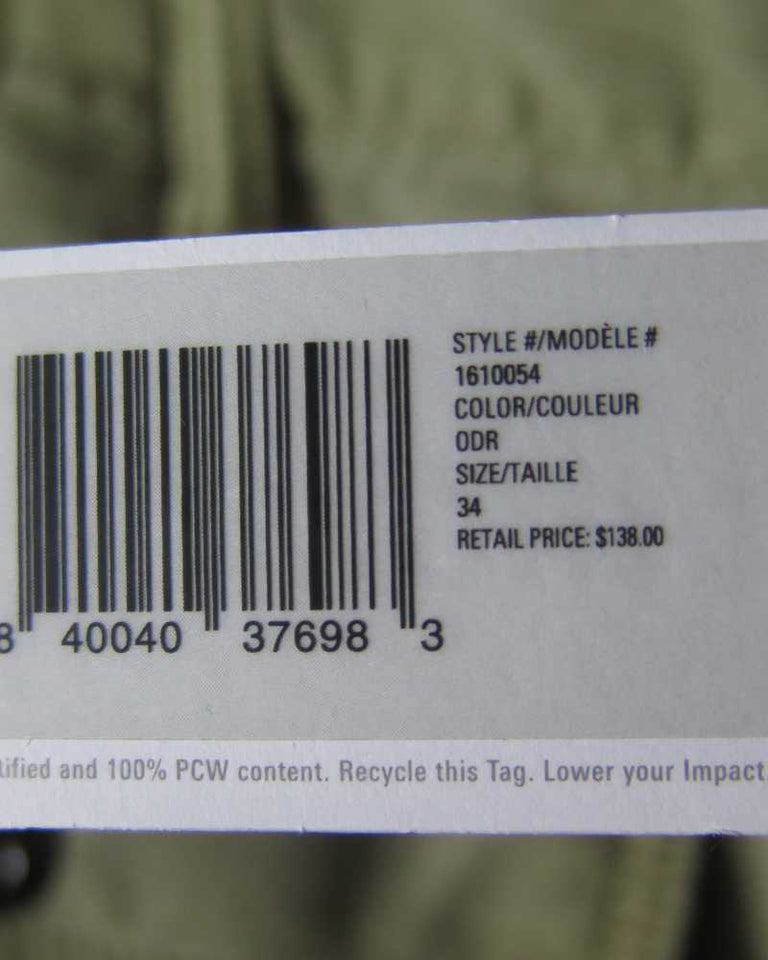 STYLE #/MODÈLE #
1610054
COLOR/COULEUR
ODR
SIZE/TAILLE
34
RETAIL PRICE: $138.00
8 40040 37698 3
and 100% PCW content. Recycle this Tag. Lower your Impact